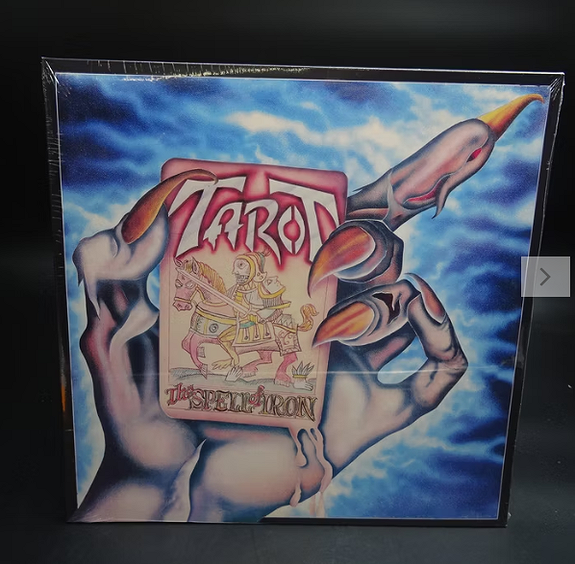 TAROT
The SPELL of IRON